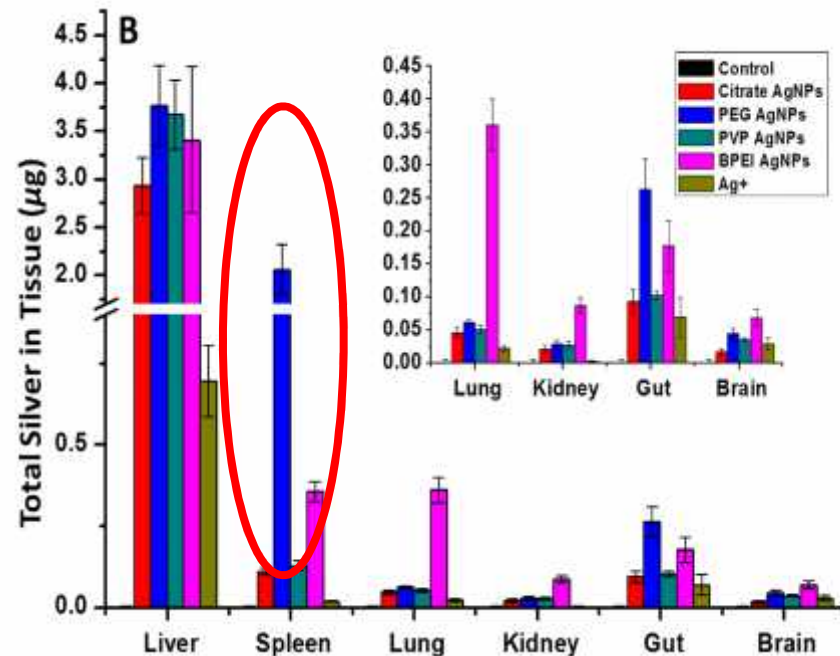 B
Total Silver in Tissue (µg)
4.5
4.0
3.5
3.0
2.5
2.0
0.5
0.0
Liver
Spleen
Lung
Kidney
Gut
Brain
0.45
0.40
0.35
0.30
0.25
0.20
0.15
0.10
0.05
0.00
Lung
Kidney
Gut
Brain
Control
Citrate AgNPs
PEG AgNPs
PVP AgNPs
BPEI AgNPs
Ag+